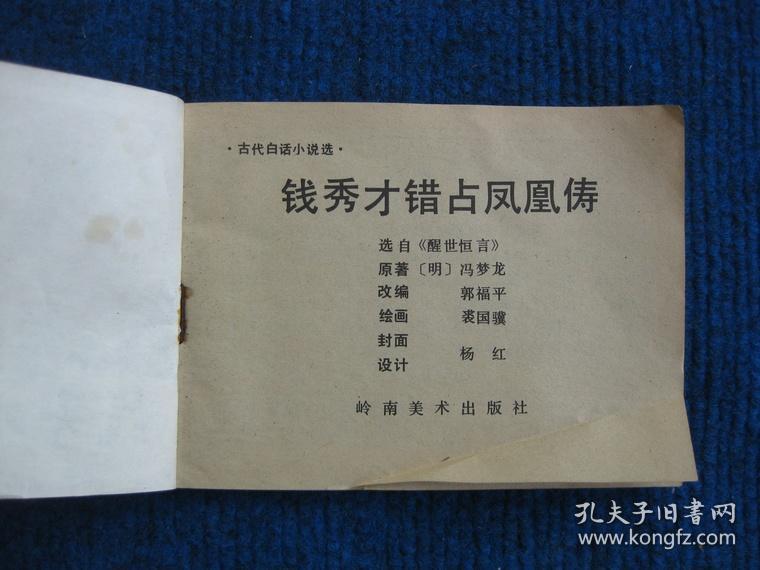 ·古代白话小说选·
钱秀才错占凤凰俦
选自《醒世恒言》
原著〔明〕冯梦龙
改编 郭福平
绘画 裘国骥
封面
设计 杨红
岭南美术出版社
孔夫子旧书网
www.kongfz.com